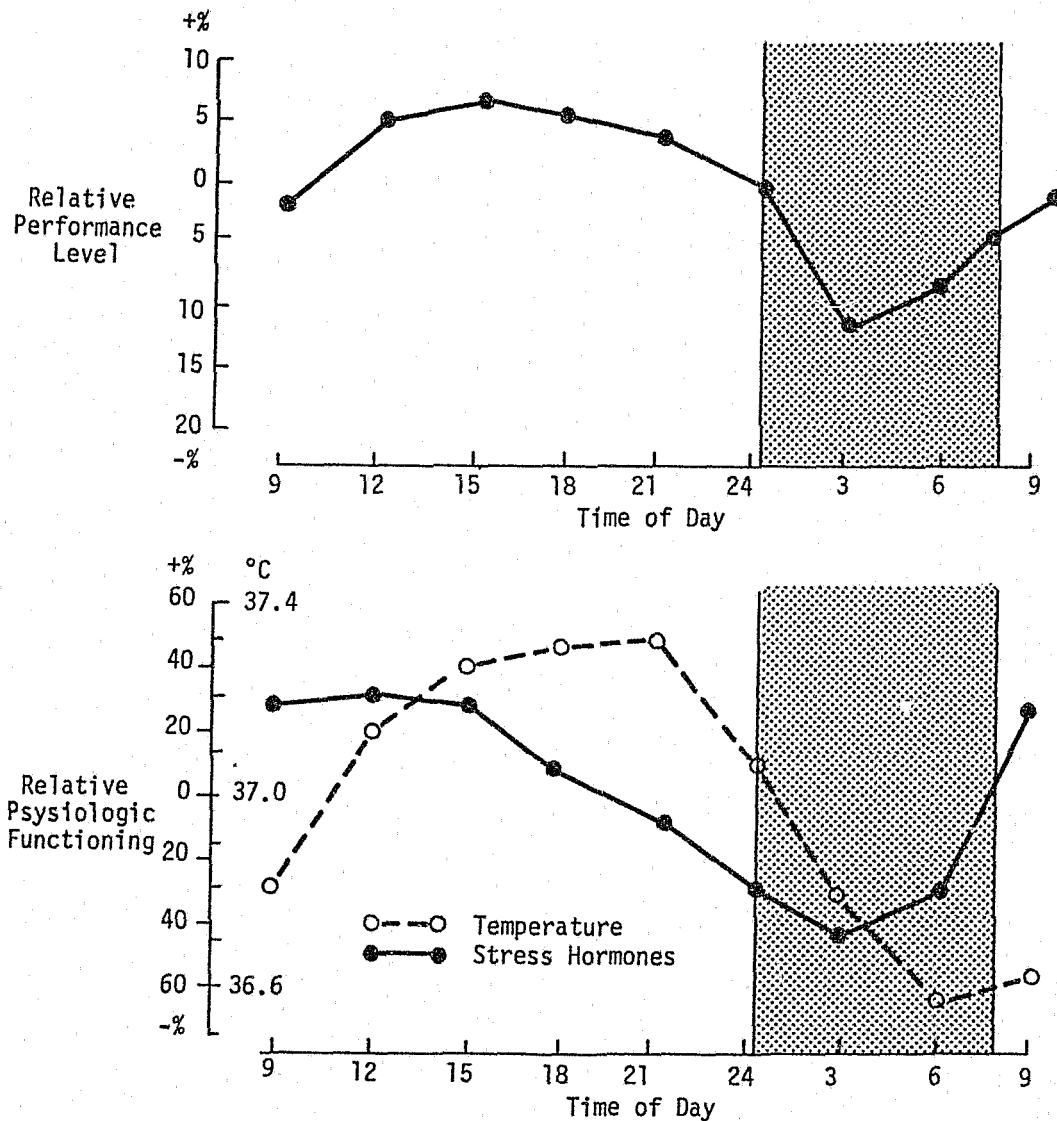 +%
10
5
0
Relative
Performance
Level
5
10
15
20
-%
9 12 15 18 21 24 3 6 9
Time of Day
+% °C
60 37.4
40
20
0 37.0
Relative
Psysiologic
Functioning
20
40
60 36.6
-%
Temperature
Stress Hormones
9 12 15 18 21 24 3 6 9
Time of Day